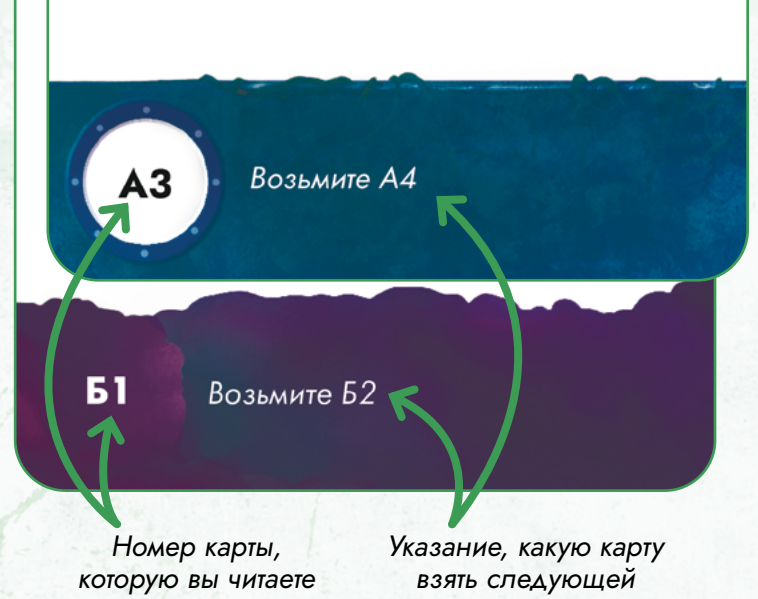 А3
Возьмите А4
Б1
Возьмите Б2
Номер карты,
которую вы читаете
Указание, какую карту
взять следующей